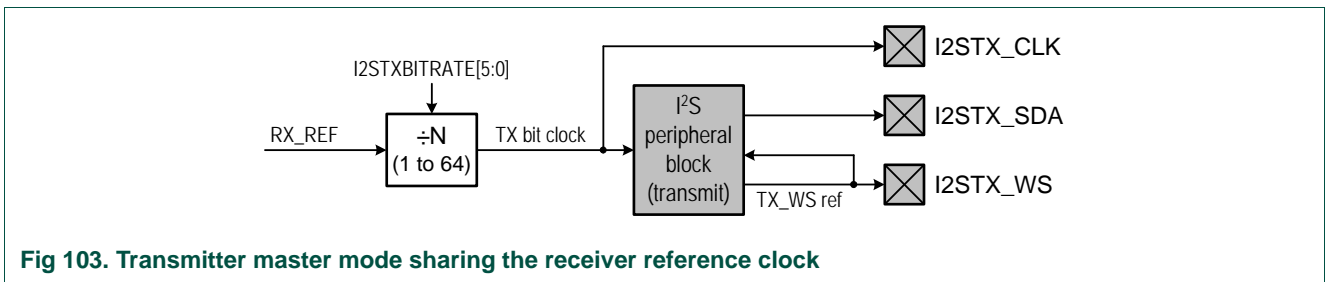 I2STX_CLK
I2STXBITRATE[5:0]
I²S
peripheral
block
(transmit)
I2STX_SDA
RX_REF
÷N
(1 to 64)
TX bit clock
I2STX_WS
TX_WS ref
Fig 103. Transmitter master mode sharing the receiver reference clock